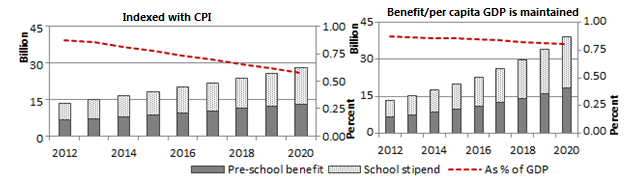 Indexed with CPI
Billion
45
30
15
0
1.00
0.75
0.50
0.25
0.00
Percent
2012 2014 2016 2018 2020
Benefit/per capita GDP is maintained
Billion
45
30
15
0
1.00
0.75
0.50
0.25
0.00
Percent
2012 2014 2016 2018 2020
Pre-school benefit School stipend As % of GDP